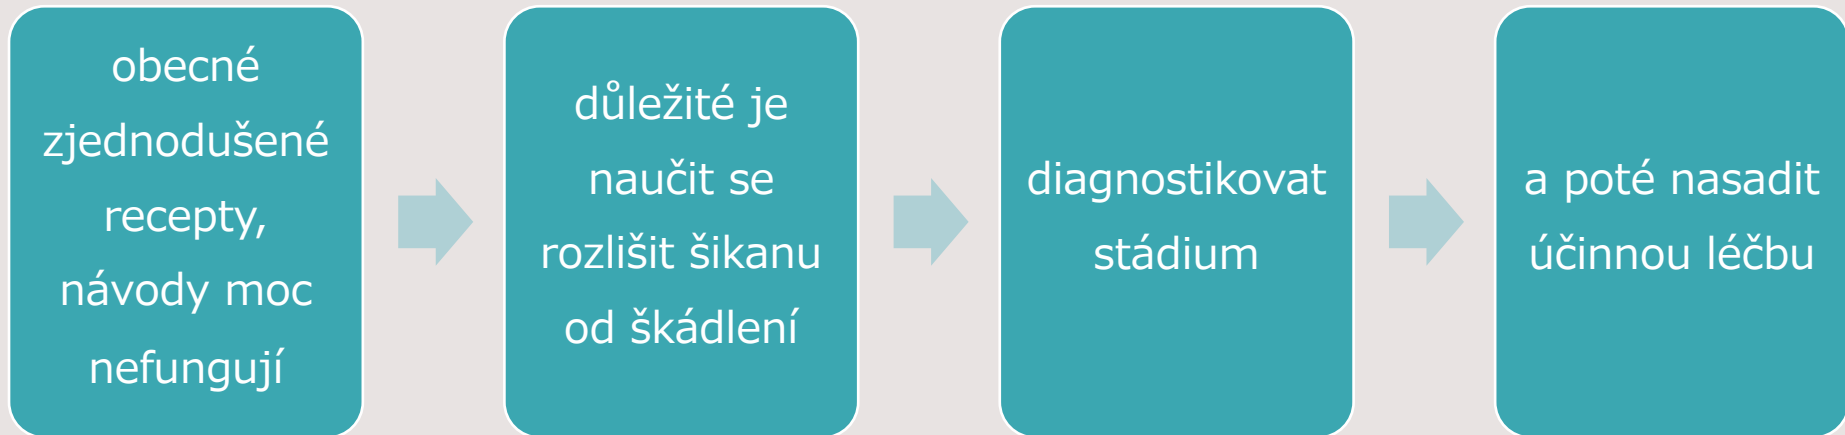 obecné
zjednodušené
recepty,
návody moc
nefungují
důležité je
naučit se
rozlišit šikanu
od škádlení
diagnostikovat
stádium
a poté nasadit
účinnou léčbu